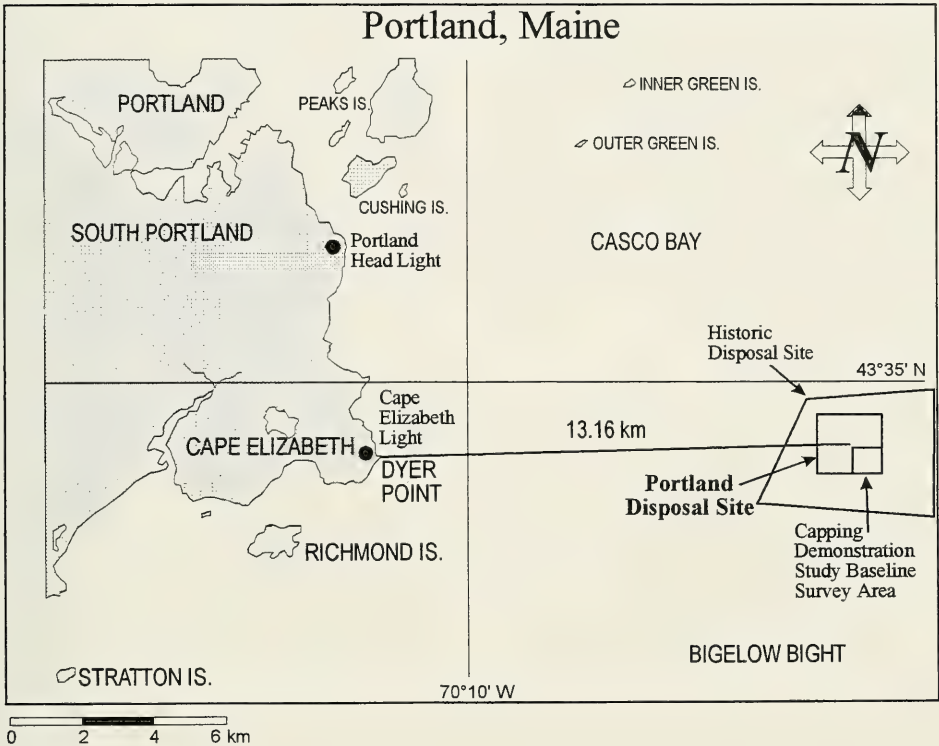 Portland, Maine
PORTLAND
PEAKS IS.
INNER GREEN IS.
OUTER GREEN IS.
N
CUSHING IS.
SOUTH PORTLAND
Portland
Head Light
CASCO BAY
Historic
Disposal Site
43°35' N
Cape
Elizabeth
Light
CAPE ELIZABETH
13.16 km
DYER
POINT
Portland
Disposal Site
Capping
Demonstration
Study Baseline
Survey Area
RICHMOND IS.
BIGELOW BIGHT
STRATTON IS.
70°10' W
0 2 4 6 km